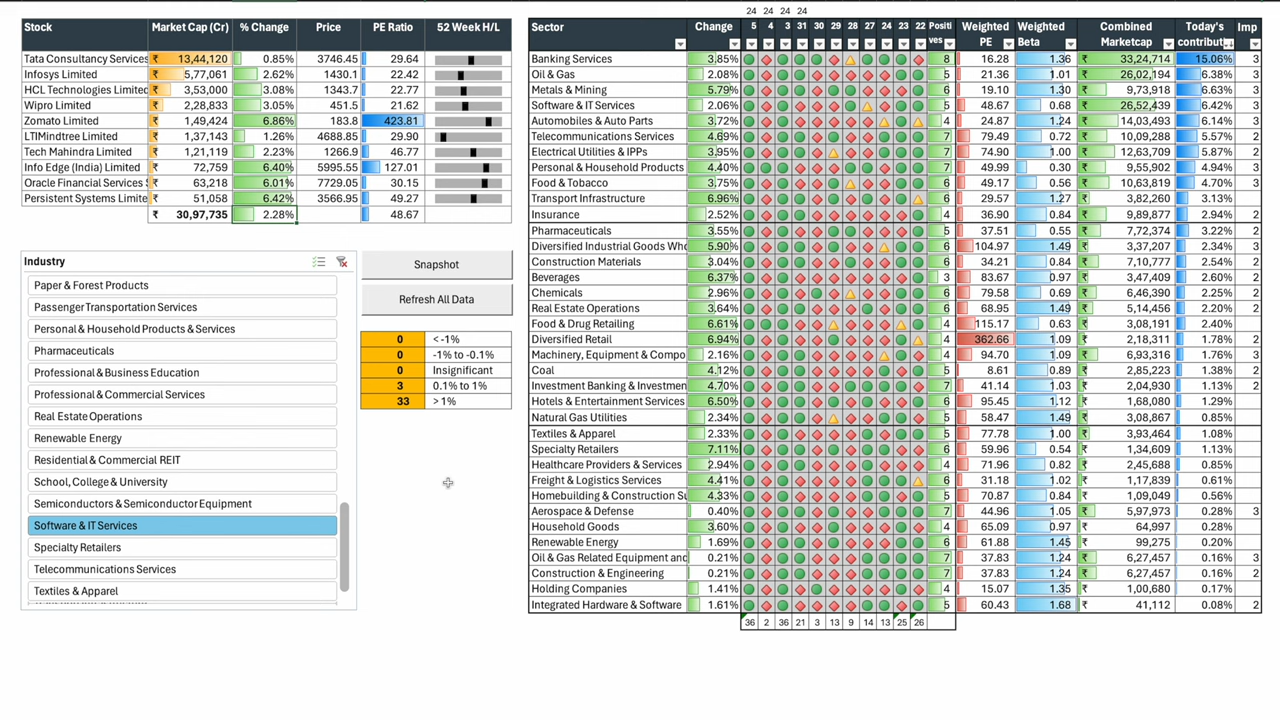 24 24 24 24
Stock Market Cap (Cr) % Change Price PE Ratio 52 Week H/L
Tata Consultancy Services ₹ 13,44,120 0.85% 3746.45 29.64
Infosys Limited ₹ 5,77,061 2.62% 1430.1 22.42
HCL Technologies Limited ₹ 3,53,000 3.08% 1343.7 22.77
Wipro Limited ₹ 2,28,833 3.05% 451.5 21.62
Zomato Limited ₹ 1,49,424 6.86% 183.8 423.81
LTIMindtree Limited ₹ 1,37,143 1.26% 4688.85 29.90
Tech Mahindra Limited ₹ 1,21,119 2.23% 1266.9 46.77
Info Edge (India) Limited ₹ 72,759 6.40% 5995.55 127.01
Oracle Financial Services S ₹ 63,218 6.01% 7729.05 30.15
Persistent Systems Limite ₹ 51,058 6.42% 3566.95 49.27
₹ 30,97,735 2.28% 48.67
Industry
Paper & Forest Products
Passenger Transportation Services
Personal & Household Products & Services
Pharmaceuticals
Professional & Business Education
Professional & Commercial Services
Real Estate Operations
Renewable Energy
Residential & Commercial REIT
School, College & University
Semiconductors & Semiconductor Equipment
Software & IT Services
Specialty Retailers
Telecommunications Services
Textiles & Apparel
Snapshot
Refresh All Data
0 < -1%
0 -1% to -0.1%
0 Insignificant
3 0.1% to 1%
33 > 1%
Sector Change 5 4 3 31 30 29 28 27 24 23 22 Positi Weighted Weighted Combined Today's Imp
ves PE Beta Marketcap contribut
Banking Services 3.85% 8 16.28 1.36 33,24,714 15.06% 3
Oil & Gas 2.08% 5 21.36 1.01 26,02,194 6.38% 3
Metals & Mining 5.79% 6 19.10 1.30 ₹ 9,73,918 6.63% 3
Software & IT Services 2.06% 5 48.67 0.68 26,52,439 6.42% 3
Automobiles & Auto Parts 3.72% 4 24.87 1.24 ₹ 14,03,493 6.14% 3
Telecommunications Services 4.69% 7 79.49 0.72 ₹ 10,09,288 5.57% 2
Electrical Utilities & IPPs 3.95% 7 74.90 1.00 ₹ 12,63,709 5.87% 2
Personal & Household Products 4.40% 7 49.99 0.30 ₹ 9,55,902 4.94% 3
Food & Tobacco 3.75% 6 49.17 0.56 ₹ 10,63,819 4.70% 3
Transport Infrastructure 6.96% 6 29.57 1.27 ₹ 3,82,260 3.13%
Insurance 2.52% 4 36.90 0.84 ₹ 9,89,877 2.94% 2
Pharmaceuticals 3.55% 5 37.51 0.55 ₹ 7,72,374 3.22% 2
Diversified Industrial Goods Who 5.90% 6 104.97 1.49 ₹ 3,37,207 2.34% 3
Construction Materials 3.04% 6 34.21 0.84 ₹ 7,10,777 2.54% 2
Beverages 6.37% 3 83.67 0.97 ₹ 3,47,409 2.60% 2
Chemicals 2.96% 6 79.58 0.69 ₹ 6,46,390 2.25% 2
Real Estate Operations 3.64% 6 68.95 1.49 ₹ 5,14,456 2.20% 2
Food & Drug Retailing 6.61% 4 115.17 0.63 ₹ 3,08,191 2.40%
Diversified Retail 6.94% 4 362.66 1.09 ₹ 2,18,311 1.78% 2
Machinery, Equipment & Compo 2.16% 4 94.70 1.09 ₹ 6,93,316 1.76% 3
Coal 4.12% 5 8.61 0.89 ₹ 2,85,223 1.38% 2
Investment Banking & Investmen 4.70% 7 41.14 1.03 ₹ 2,04,930 1.13% 2
Hotels & Entertainment Services 6.50% 6 95.45 1.12 ₹ 1,68,080 1.29%
Natural Gas Utilities 2.34% 5 58.47 1.49 ₹ 3,08,867 0.85%
Textiles & Apparel 2.33% 5 77.78 1.00 ₹ 3,93,464 1.08%
Specialty Retailers 7.11% 6 59.96 0.54 ₹ 1,34,609 1.13%
Healthcare Providers & Services 2.94% 4 71.96 0.82 ₹ 2,45,688 0.85%
Freight & Logistics Services 4.41% 6 31.18 1.02 ₹ 1,17,839 0.61%
Homebuilding & Construction Su 4.33% 5 70.87 0.84 ₹ 1,09,049 0.56%
Aerospace & Defense 0.40% 7 44.96 1.05 ₹ 5,97,973 0.28% 3
Household Goods 3.60% 4 65.09 0.97 ₹ 64,997 0.28%
Renewable Energy 1.69% 7 61.88 1.45 ₹ 99,275 0.20%
Oil & Gas Related Equipment and 0.21% 7 37.83 1.24 ₹ 6,27,457 0.16% 3
Construction & Engineering 0.21% 7 37.83 1.24 ₹ 6,27,457 0.16% 2
Holding Companies 1.41% 4 15.07 1.35 ₹ 1,00,680 0.17%
Integrated Hardware & Software 1.61% 5 60.43 1.68 ₹ 41,112 0.08% 2
36 2 36 21 3 13 9 14 13 25 26